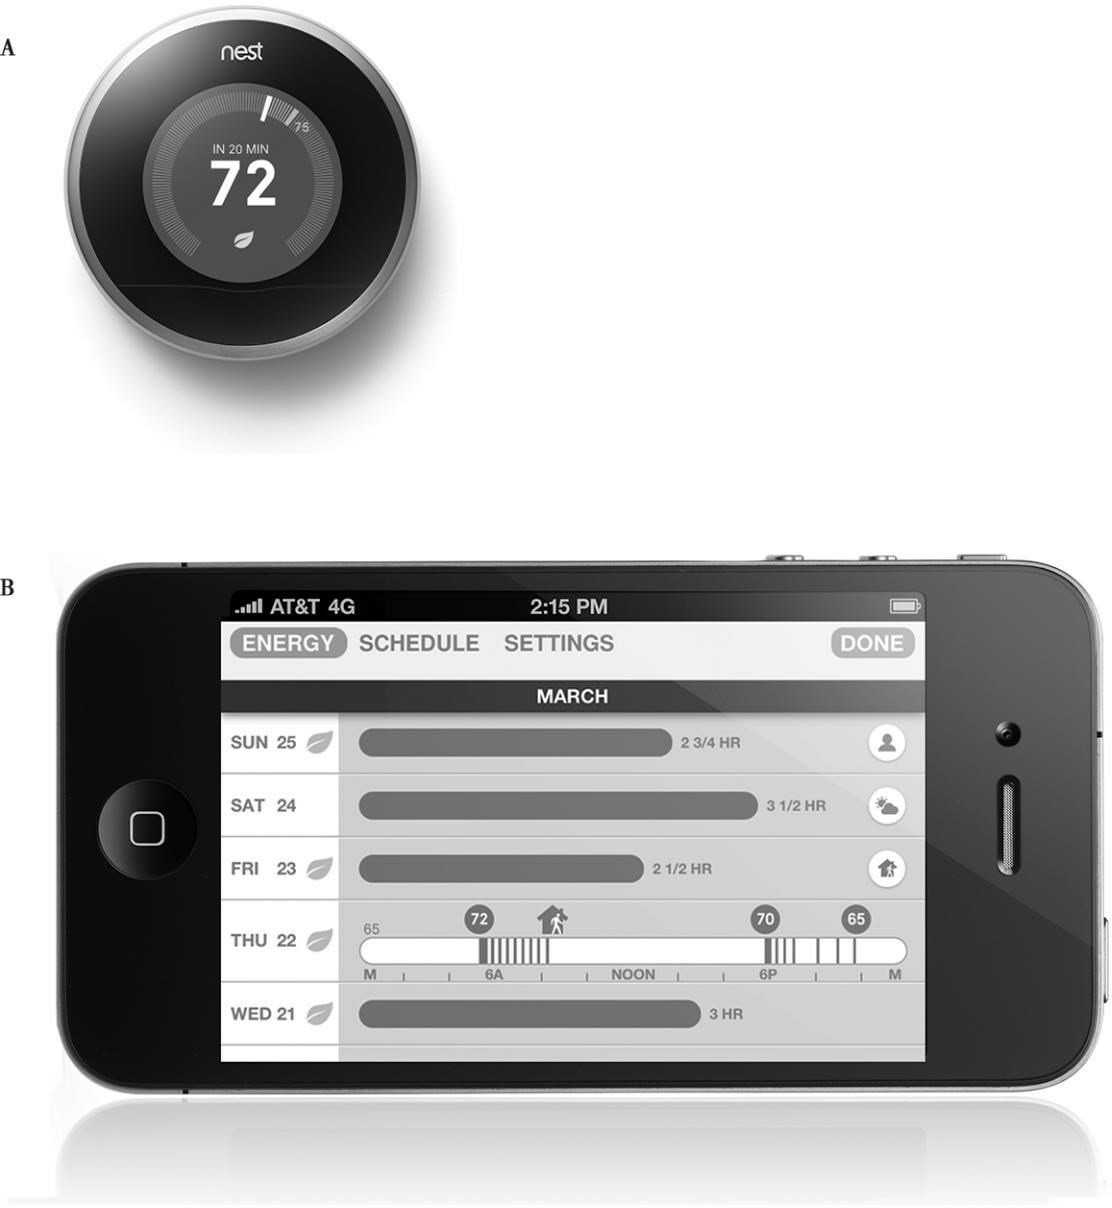 A
nest
75
IN 20 MIN
72
B
AT&T 4G 2:15 PM
ENERGY SCHEDULE SETTINGS DONE
MARCH
SUN 25 2 3/4 HR
SAT 24 3 1/2 HR
FRI 23 2 1/2 HR
THU 22 65 72 70 65
M 6A NOON 6P M
WED 21 3 HR